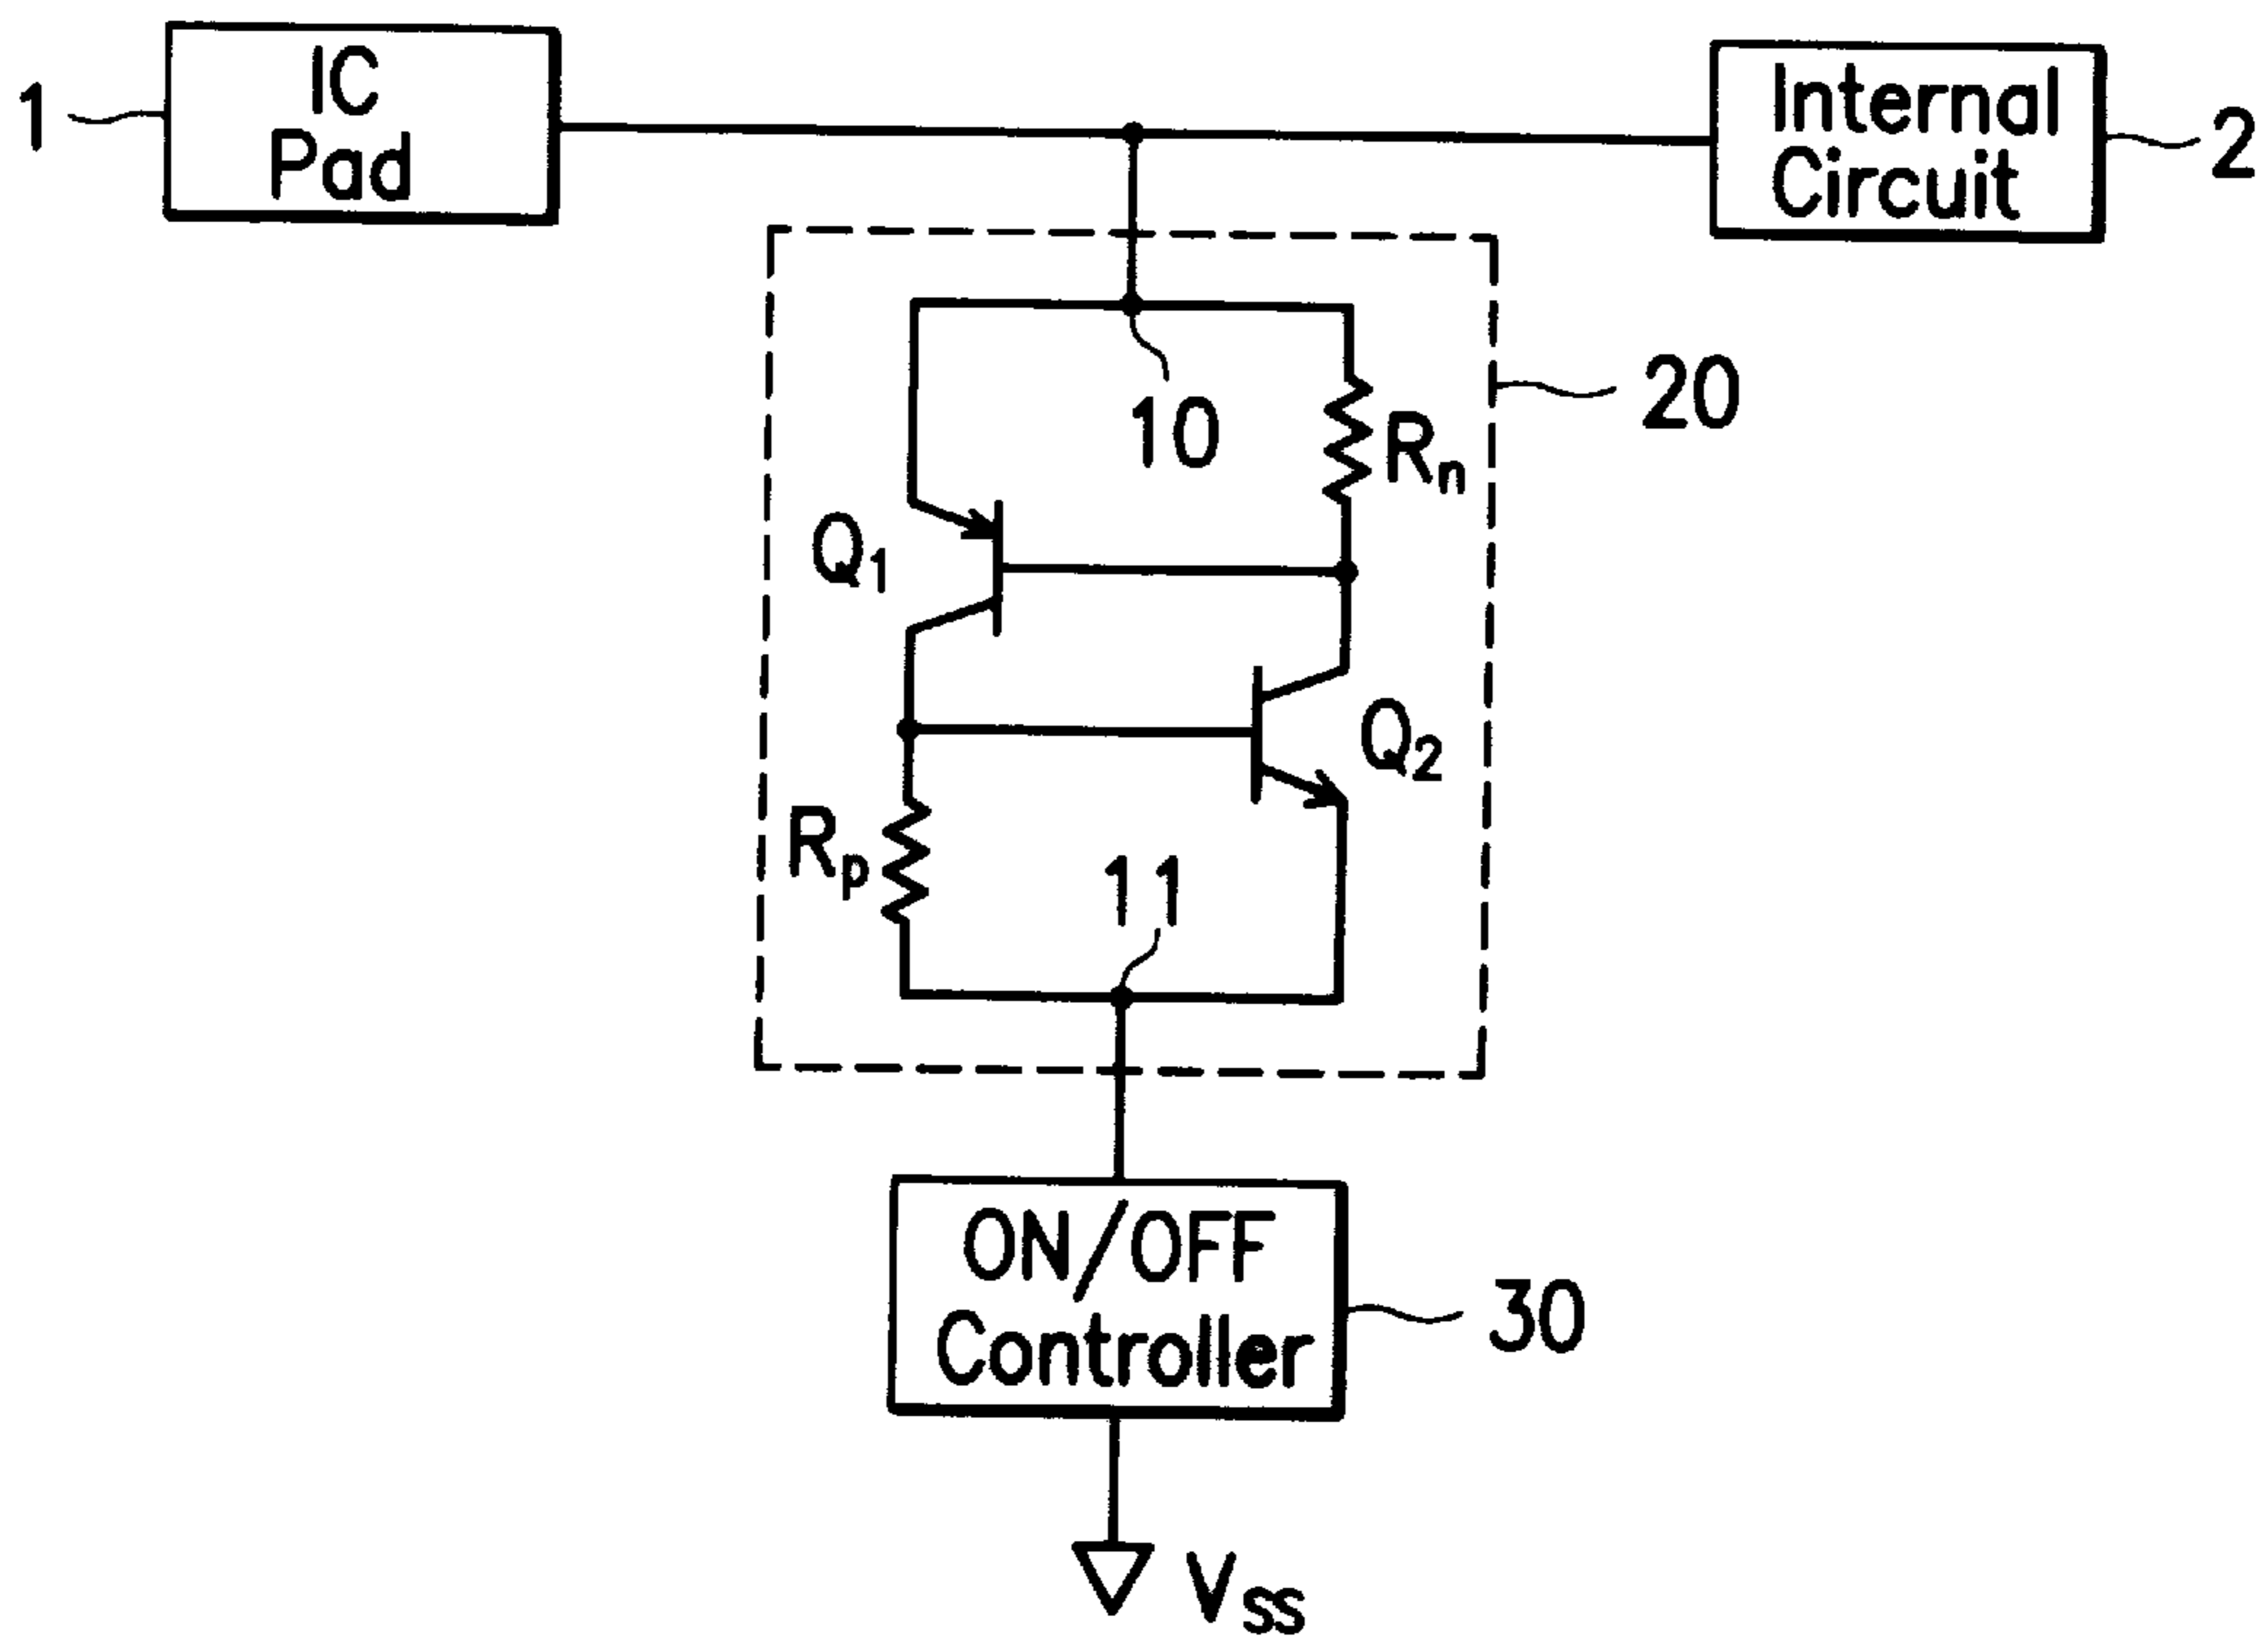 1
IC
Pad
Internal
Circuit
2
10
Rn
20
Q1
Q2
Rp
11
ON/OFF
Controller
30
VSS